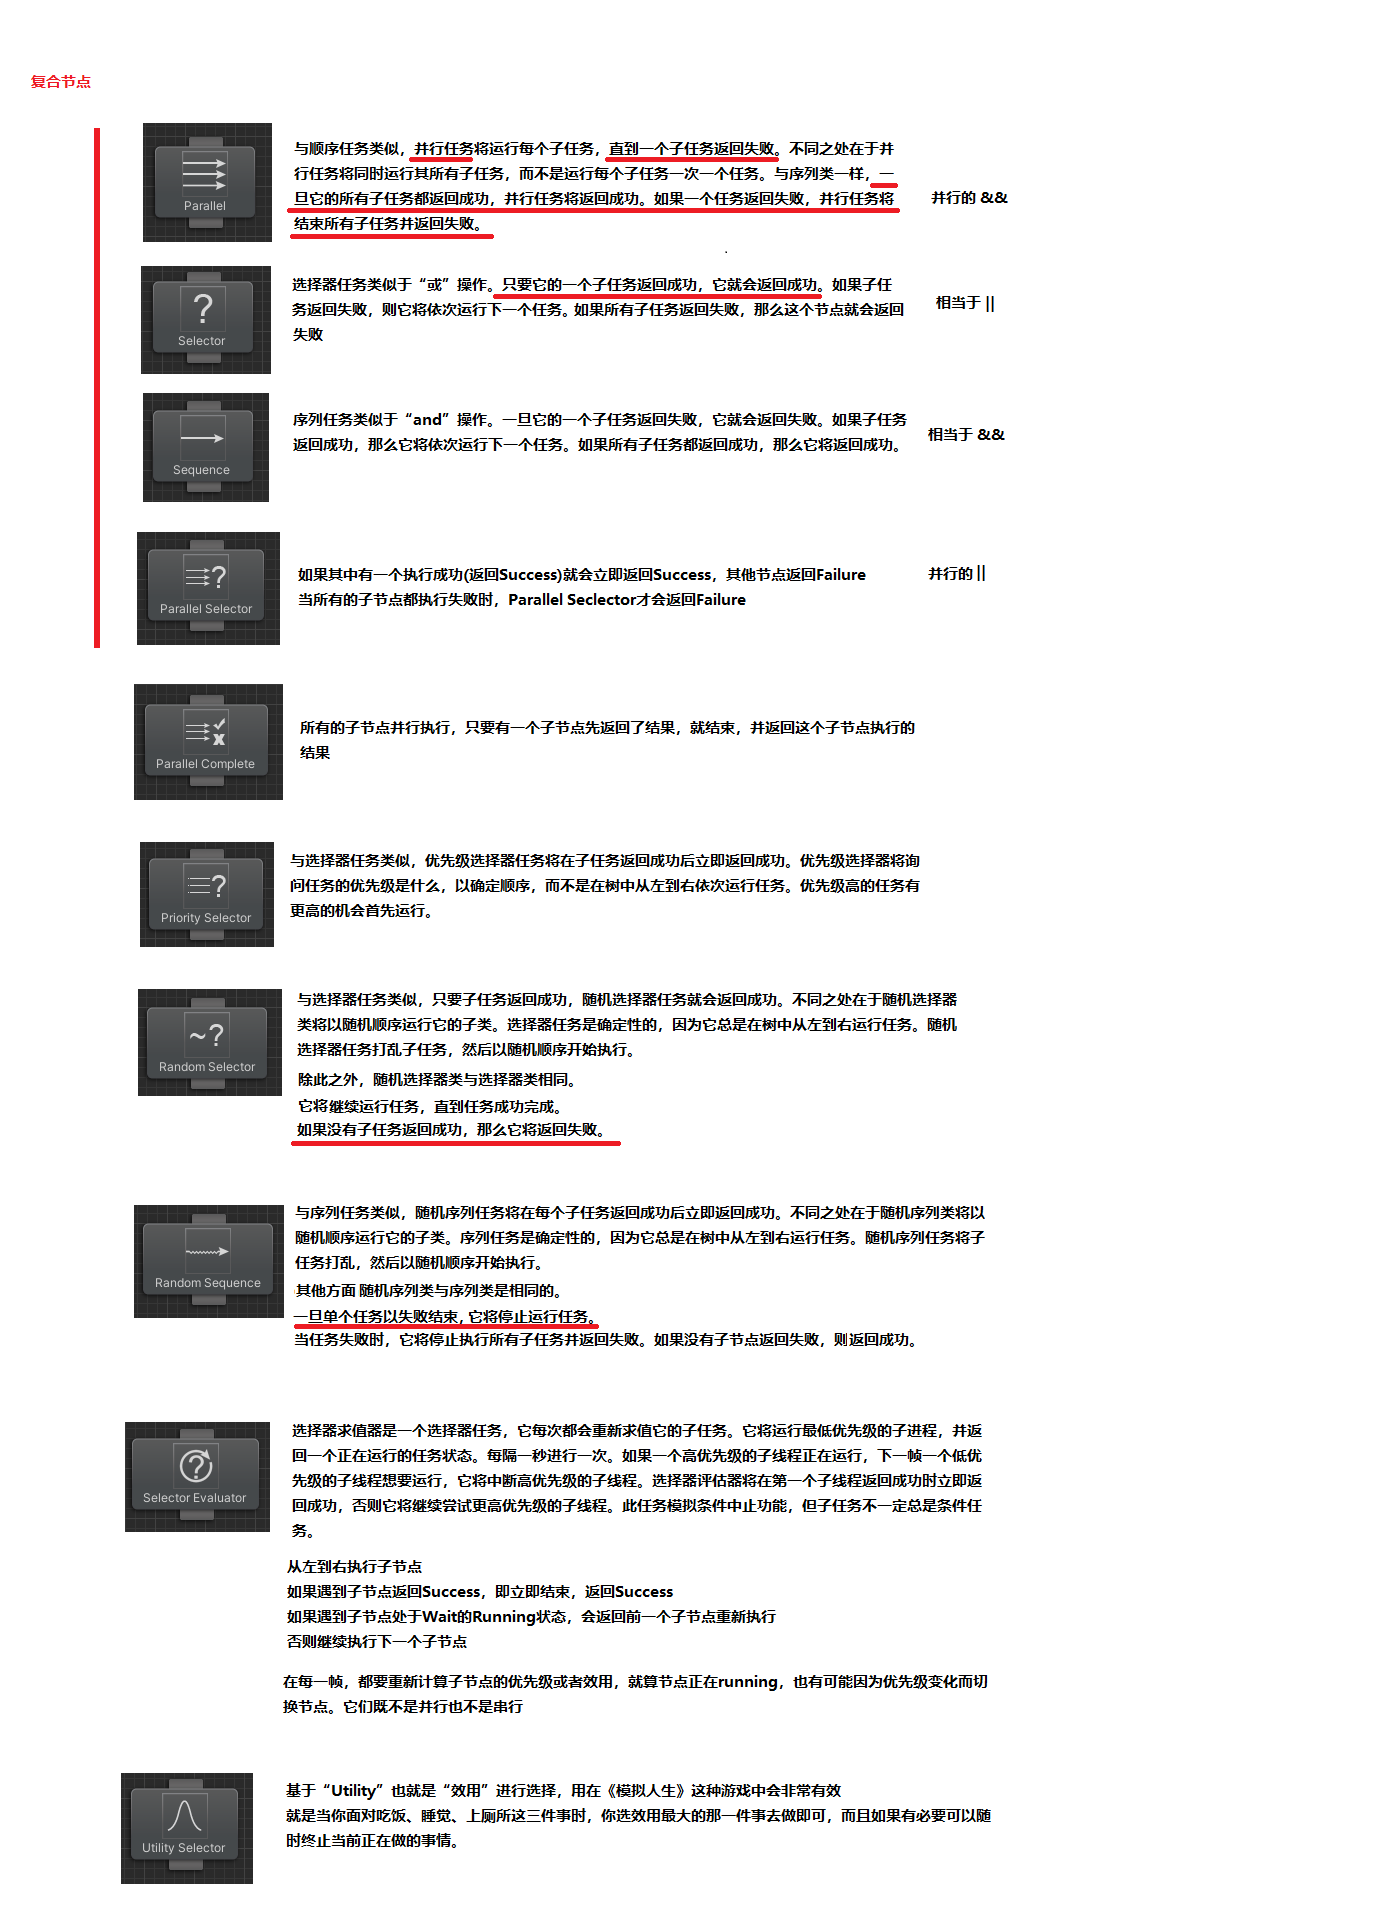 复合节点
Parallel
与顺序任务类似，并行任务将运行每个子任务，直到一个子任务返回失败。不同之处在于并
行任务将同时运行其所有子任务，而不是运行每个子任务一次一个任务。与序列类一样，一
旦它的所有子任务都返回成功，并行任务将返回成功。如果一个任务返回失败，并行任务将
结束所有子任务并返回失败。
并行的 &&
Selector
选择器任务类似于“或”操作。只要它的一个子任务返回成功，它就会返回成功。如果子任
务返回失败，则它将依次运行下一个任务。如果所有子任务返回失败，那么这个节点就会返回
失败
相当于 ||
Sequence
序列任务类似于“and”操作。一旦它的一个子任务返回失败，它就会返回失败。如果子任务
返回成功，那么它将依次运行下一个任务。如果所有子任务都返回成功，那么它将返回成功。
相当于 &&
Parallel Selector
如果其中有一个执行成功(返回Success)就会立即返回Success，其他节点返回Failure
当所有的子节点都执行失败时，Parallel Seclector才会返回Failure
并行的 ||
Parallel Complete
所有的子节点并行执行，只要有一个子节点先返回了结果，就结束，并返回这个子节点执行的
结果
Priority Selector
与选择器任务类似，优先级选择器任务将在子任务返回成功后立即返回成功。优先级选择器将询
问任务的优先级是什么，以确定顺序，而不是在树中从左到右依次运行任务。优先级高的任务有
更高的机会首先运行。
Random Selector
与选择器任务类似，只要子任务返回成功，随机选择器任务就会返回成功。不同之处在于随机选择器
类将以随机顺序运行它的子类。选择器任务是确定性的，因为它总是在树中从左到右运行任务。随机
选择器任务打乱子任务，然后以随机顺序开始执行。
除此之外，随机选择器类与选择器类相同。
它将继续运行任务，直到任务成功完成。
如果没有子任务返回成功，那么它将返回失败。
Random Sequence
与序列任务类似，随机序列任务将在每个子任务返回成功后立即返回成功。不同之处在于随机序列类将以
随机顺序运行它的子类。序列任务是确定性的，因为它总是在树中从左到右运行任务。随机序列任务将子
任务打乱，然后以随机顺序开始执行。
其他方面 随机序列类与序列类是相同的。
一旦单个任务以失败结束，它将停止运行任务。
当任务失败时，它将停止执行所有子任务并返回失败。如果没有子节点返回失败，则返回成功。
Selector Evaluator
选择器求值器是一个选择器任务，它每次都会重新求值它的子任务。它将运行最低优先级的子进程，并返
回一个正在运行的任务状态。每隔一秒进行一次。如果一个高优先级的子线程正在运行，下一帧一个低优
先级的子线程想要运行，它将中断高优先级的子线程。选择器评估器将在第一个子线程返回成功时立即返
回成功，否则它将继续尝试更高优先级的子线程。此任务模拟条件中止功能，但子任务不一定总是条件任
务。
从左到右执行子节点
如果遇到子节点返回Success，即立即结束，返回Success
如果遇到子节点处于Wait的Running状态，会返回前一个子节点重新执行
否则继续执行下一个子节点
在每一帧，都要重新计算子节点的优先级或者效用，就算节点正在running，也有可能因为优先级变化而切
换节点。它们既不是并行也不是串行
Utility Selector
基于“Utility”也就是“效用”进行选择，用在《模拟人生》这种游戏中会非常有效
就是当你面对吃饭、睡觉、上厕所这三件事时，你选效用最大的那一件事去做即可，而且如果有必要可以随
时终止当前正在做的事情。